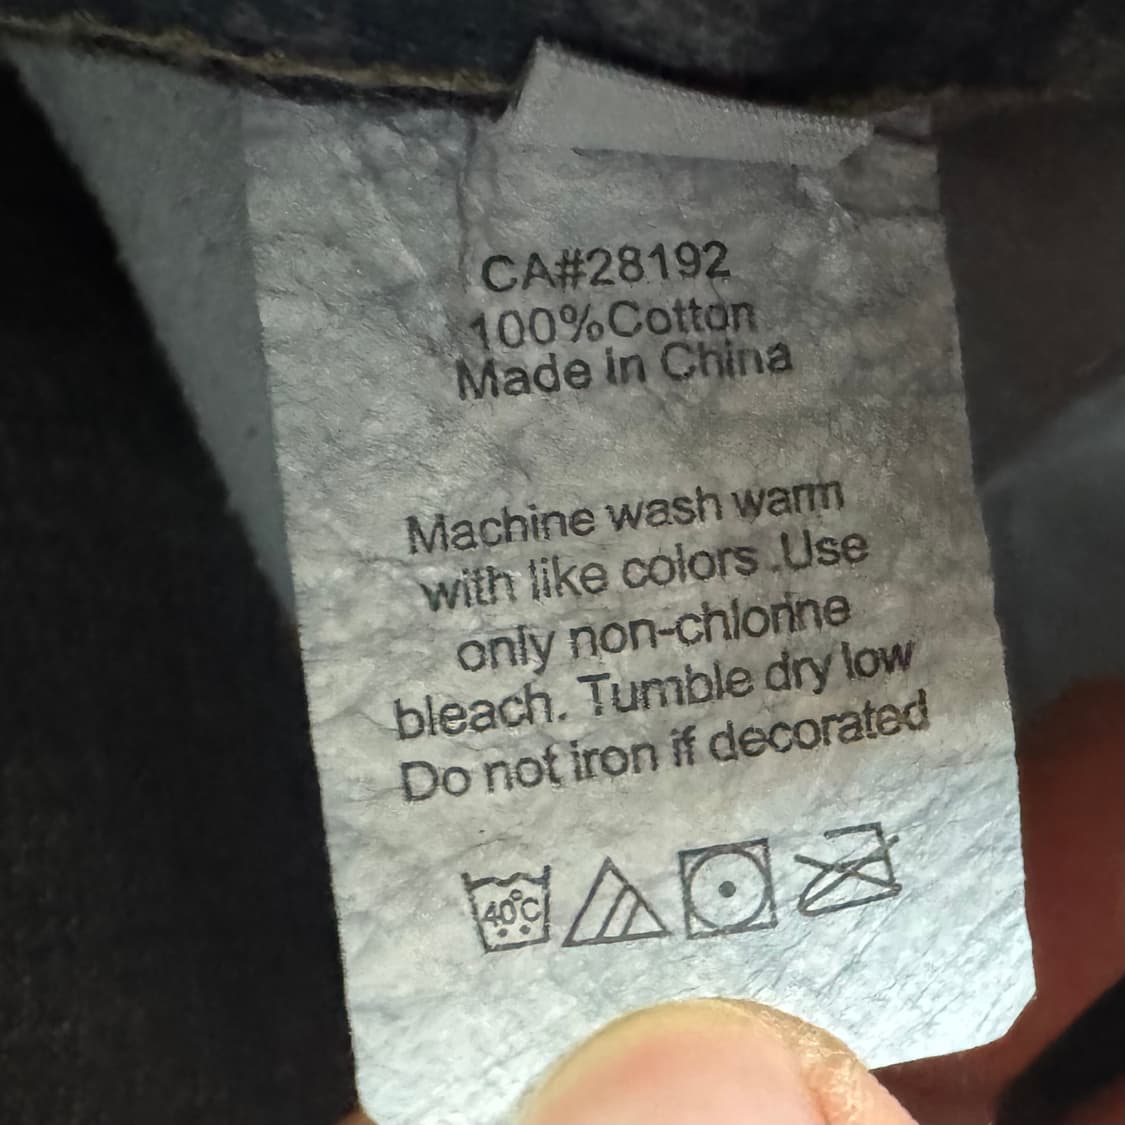 CA#28192
100%Cotton
Made in China
Machine wash warm
with like colors .Use
only non-chlorine
bleach. Tumble dry low
Do not iron if decorated
40°C